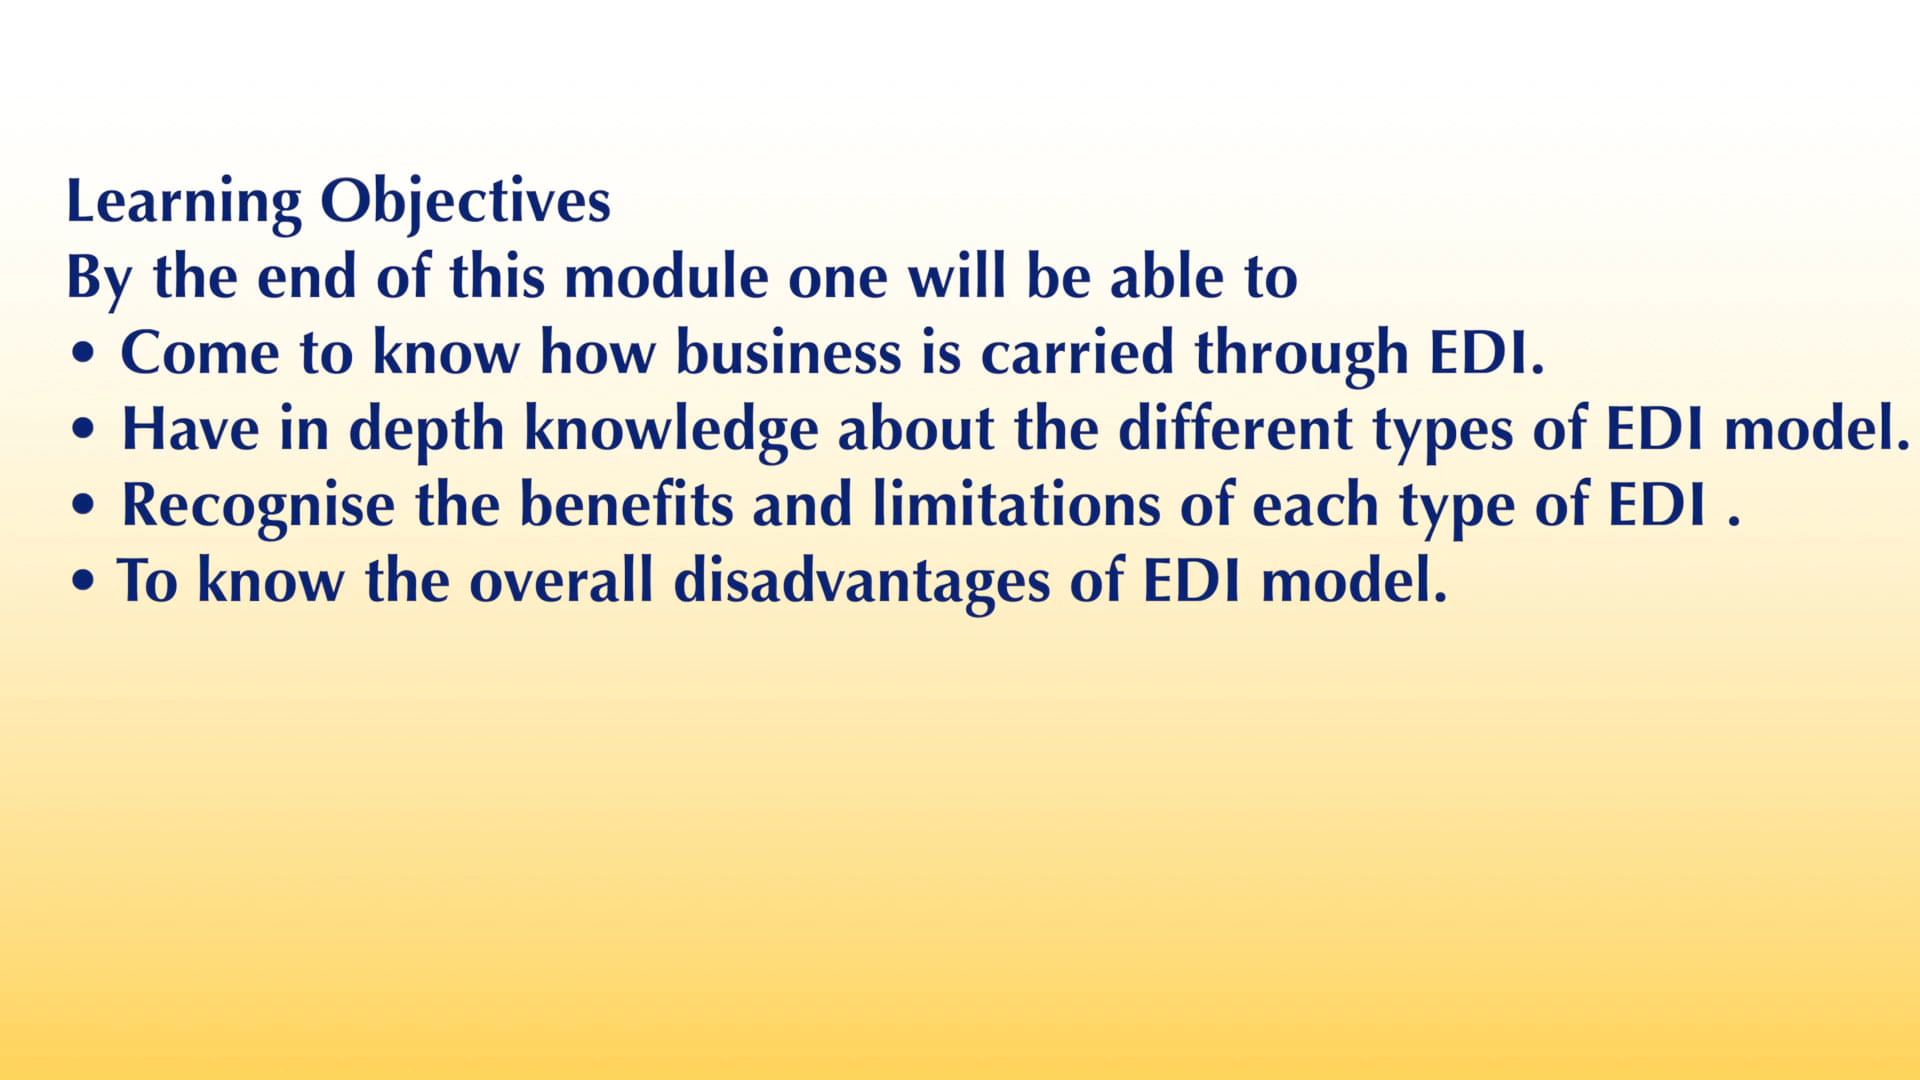 Learning Objectives
By the end of this module one will be able to
• Come to know how business is carried through EDI.
• Have in depth knowledge about the different types of EDI model.
• Recognise the benefits and limitations of each type of EDI .
• To know the overall disadvantages of EDI model.